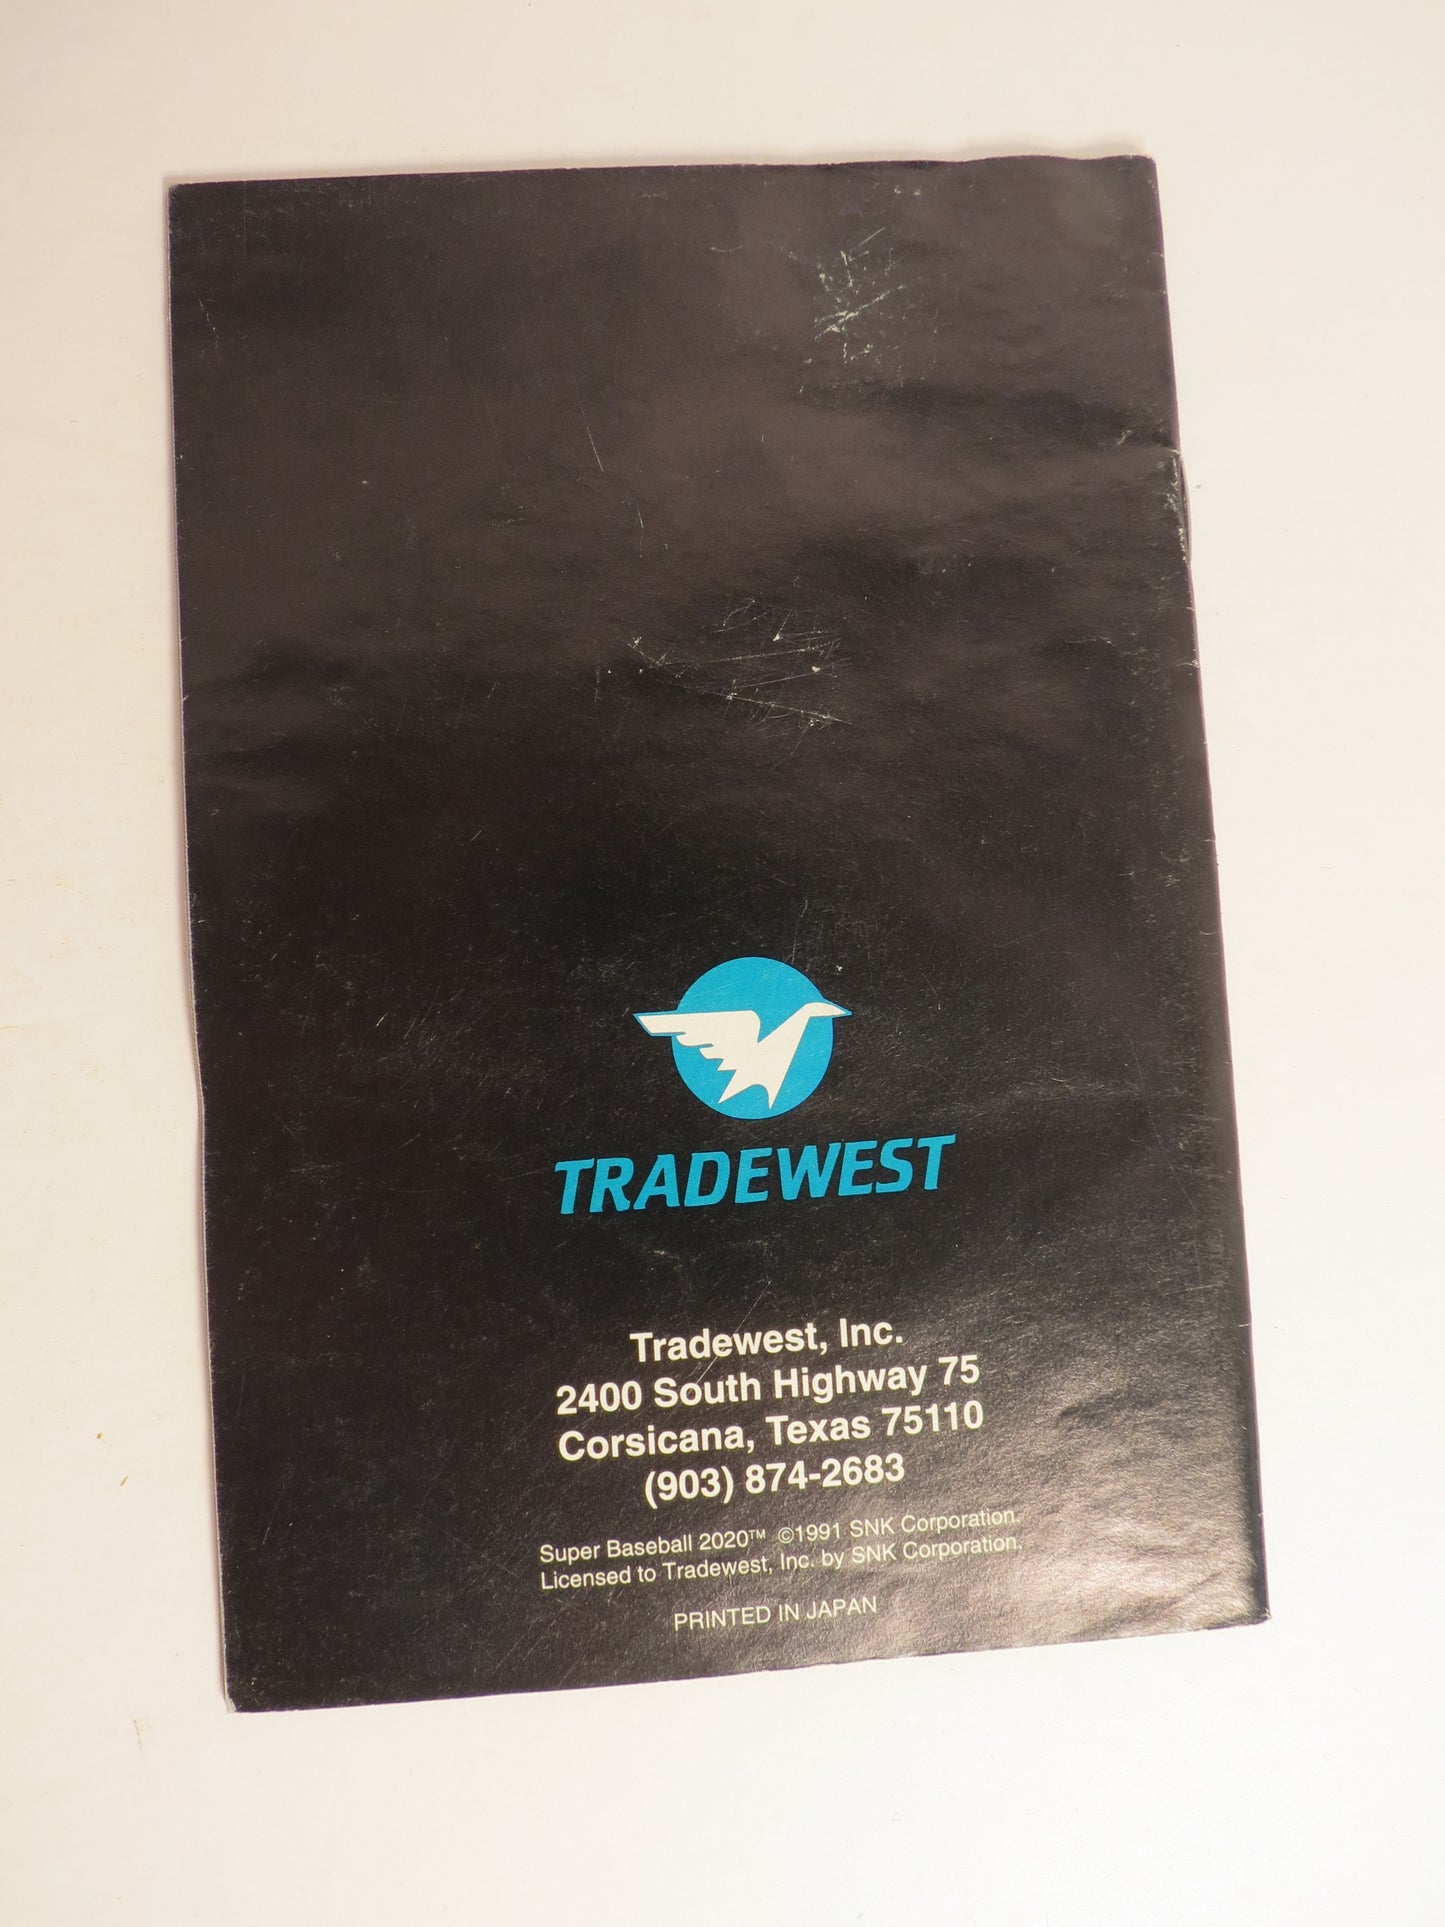 TRADEWEST
Tradewest, Inc.
2400 South Highway 75
Corsicana, Texas 75110
(903) 874-2683
Super Baseball 2020™ ©1991 SNK Corporation.
Licensed to Tradewest, Inc. by SNK Corporation.
PRINTED IN JAPAN